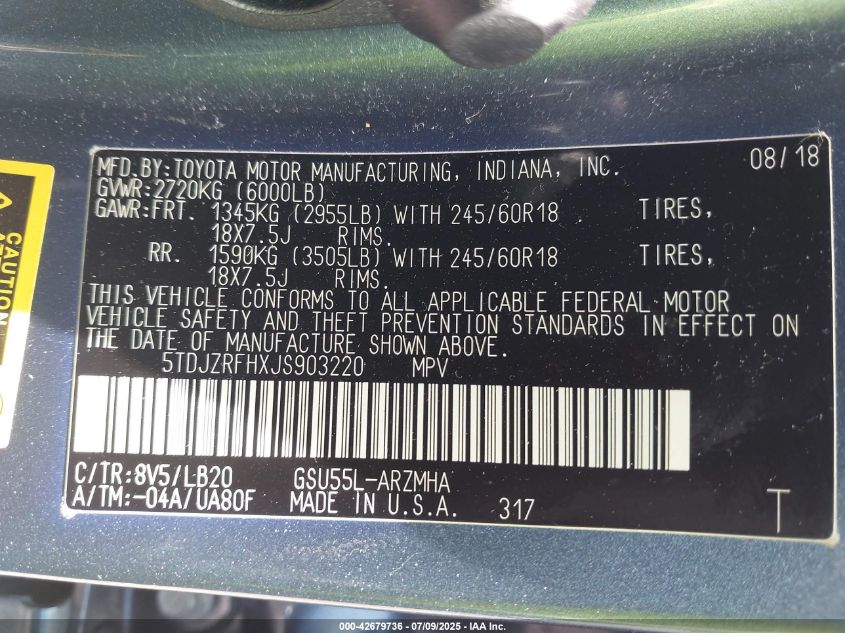 MFD.BY:TOYOTA MOTOR MANUFACTURING, INDIANA, INC. 08/18
GVWR:2720KG (6000LB)
GAWR:FRT. 1345KG (2955LB) WITH 245/60R18 TIRES,
18X7.5J RIMS.
RR. 1590KG (3505LB) WITH 245/60R18 TIRES,
18X7.5J RIMS.
THIS VEHICLE CONFORMS TO ALL APPLICABLE FEDERAL MOTOR
VEHICLE SAFETY AND THEFT PREVENTION STANDARDS IN EFFECT ON
THE DATE OF MANUFACTURE SHOWN ABOVE.
5TDJZRFHXJS903220 MPV
C/TR:8V5/LB20 GSU55L-ARZMHA
A/TM:-04A/UA80F MADE IN U.S.A. 317 T
CAUTION
000-42679736 - 07/09/2025 - IAA Inc.